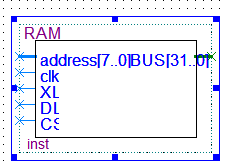 RAM
address[7..0]BUS[31..0]
clk
XL
DL
CS
inst